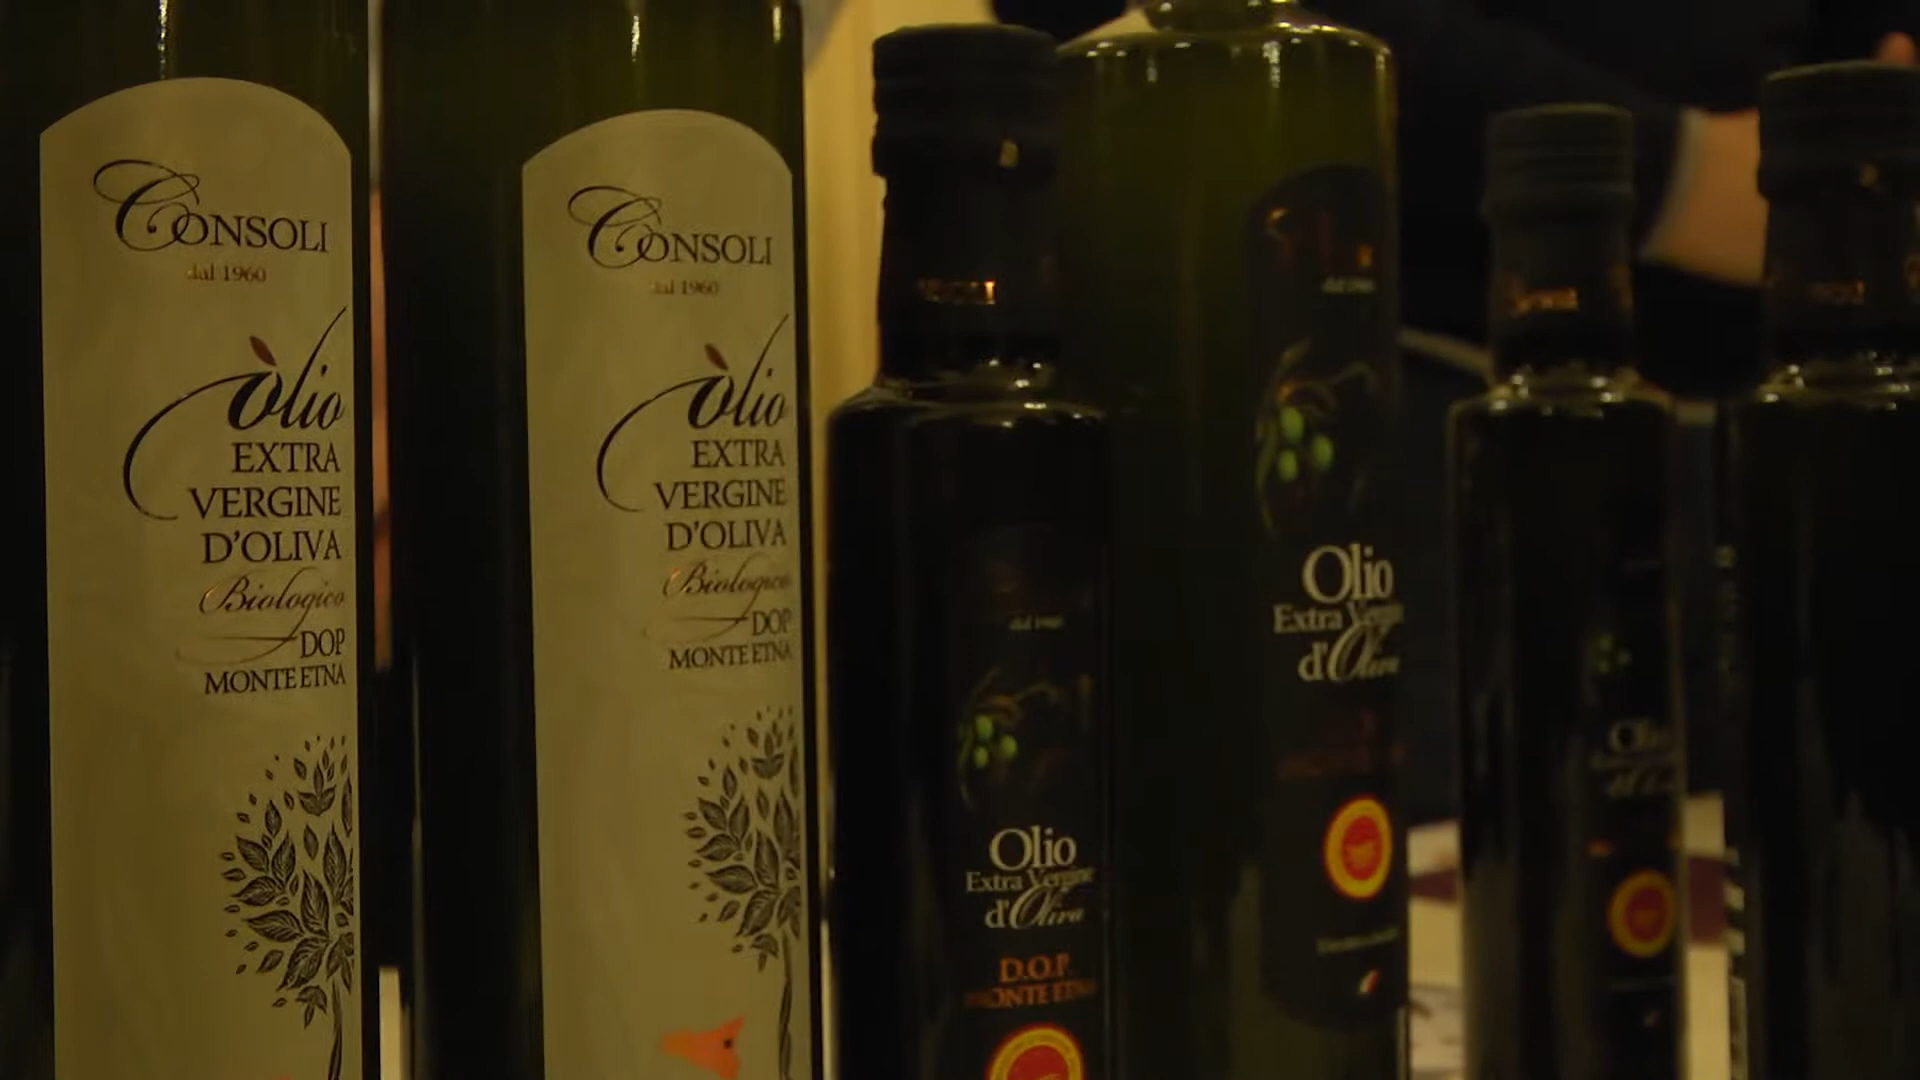 CONSOLI
dal 1960
òlio
EXTRA
VERGINE
D'OLIVA
Biologico
DOP
MONTE ETNA
CONSOLI
dal 1960
òlio
EXTRA
VERGINE
D'OLIVA
Biologico
DOP
MONTE ETNA
Olio
Extra Vergine
d'Oliva
D.O.P.
MONTE ETNA
Olio
Extra Vergine
d'Oliva
Olio